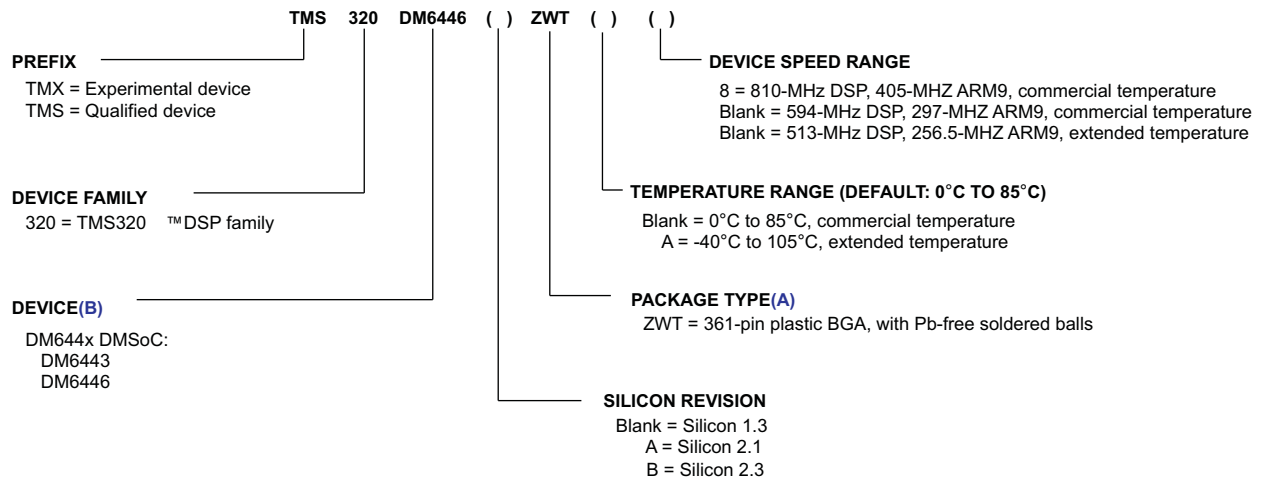 TMS 320 DM6446 ( ) ZWT ( ) ( )
PREFIX
TMX = Experimental device
TMS = Qualified device
DEVICE SPEED RANGE
8 = 810-MHz DSP, 405-MHZ ARM9, commercial temperature
Blank = 594-MHz DSP, 297-MHZ ARM9, commercial temperature
Blank = 513-MHz DSP, 256.5-MHZ ARM9, extended temperature
DEVICE FAMILY
320 = TMS320 ™DSP family
TEMPERATURE RANGE (DEFAULT: 0°C TO 85°C)
Blank = 0°C to 85°C, commercial temperature
A = -40°C to 105°C, extended temperature
DEVICE(B)
DM644x DMSoC:
DM6443
DM6446
PACKAGE TYPE(A)
ZWT = 361-pin plastic BGA, with Pb-free soldered balls
SILICON REVISION
Blank = Silicon 1.3
A = Silicon 2.1
B = Silicon 2.3